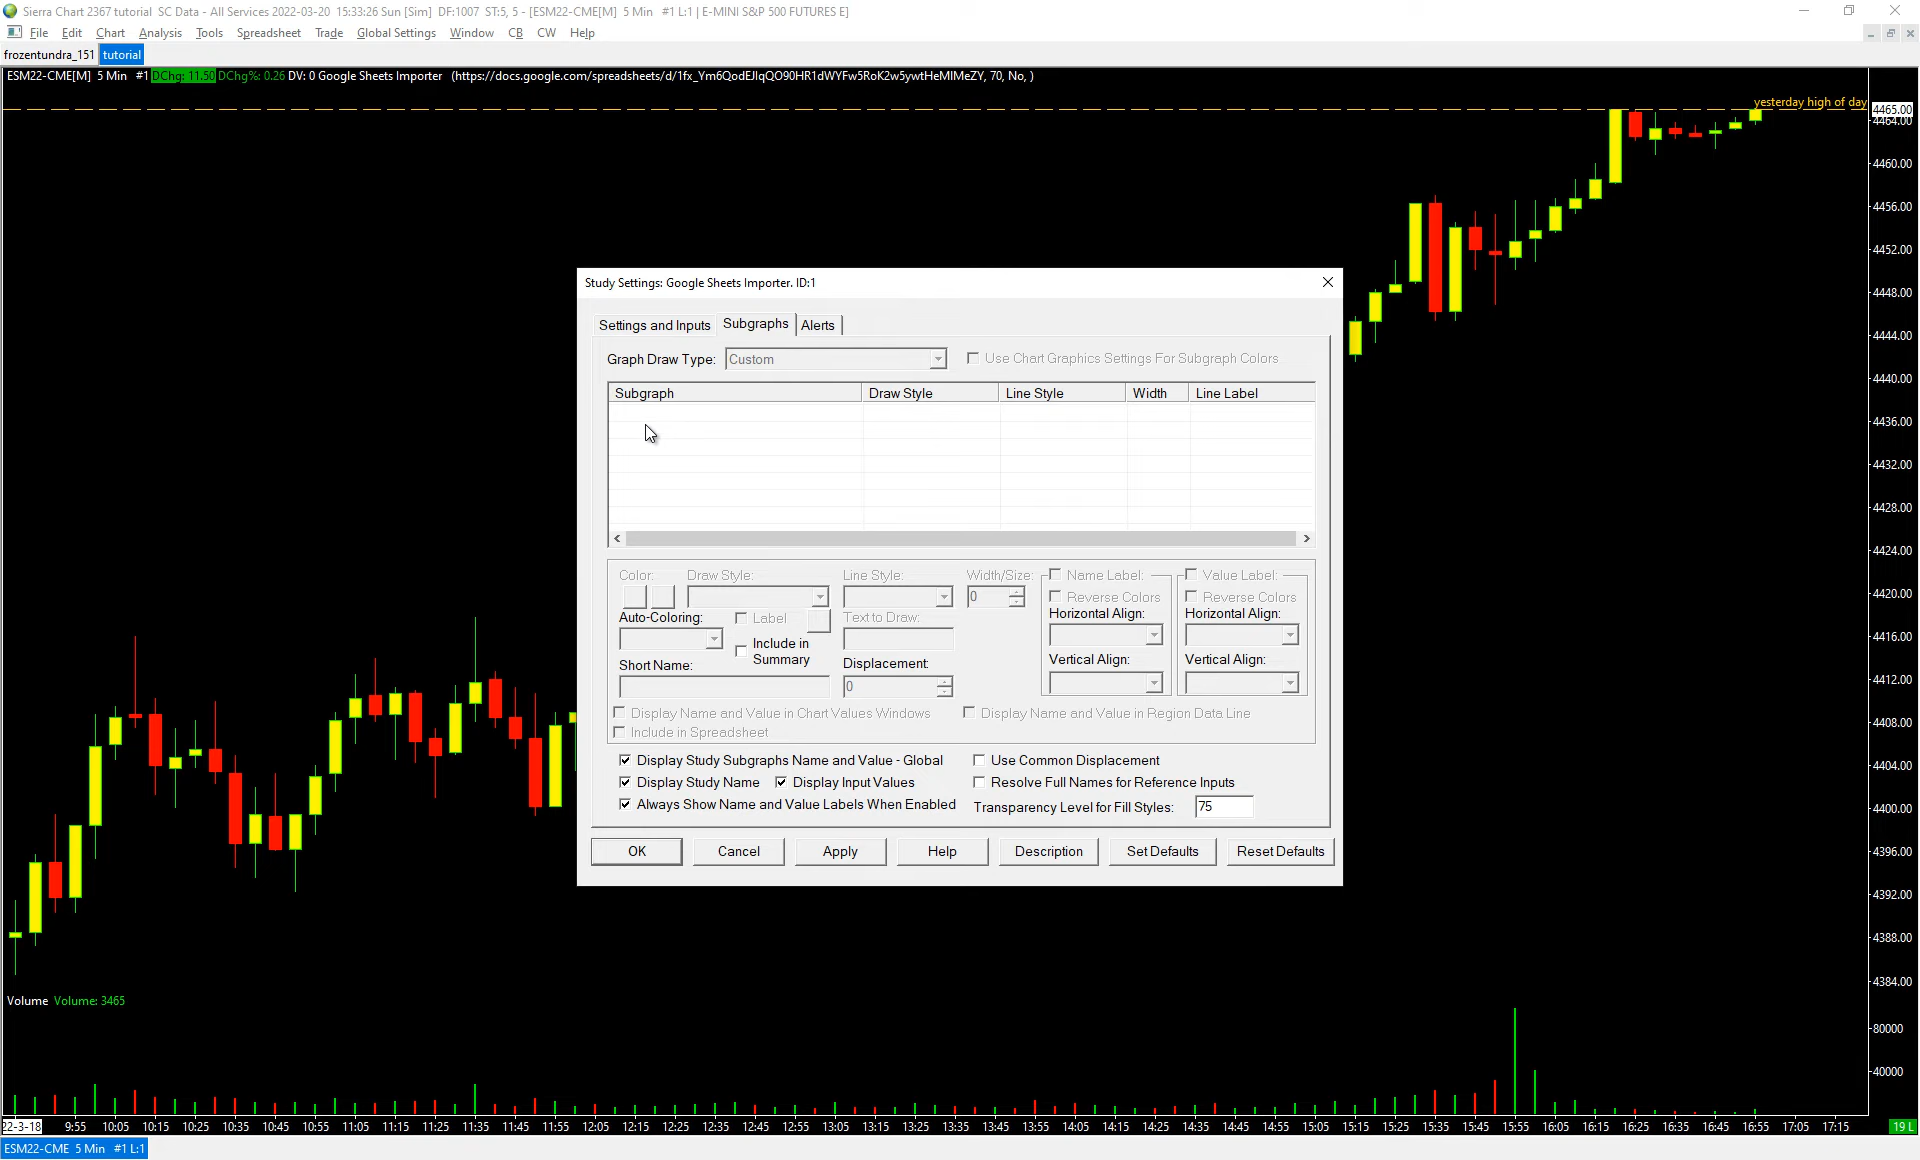 Sierra Chart 2367 tutorial  SC Data - All Services 2022-03-20  15:33:26 Sun [Sim]  DF:1007  ST:5, 5 - [ESM22-CME[M]  5 Min   #1 L:1 | E-MINI S&P 500 FUTURES E]
File Edit Chart Analysis Tools Spreadsheet Trade Global Settings Window CB CW Help
frozentundra_151 tutorial
ESM22-CME[M]  5 Min   #1 DChg: 11.50 DChg%: 0.26 DV: 0 Google Sheets Importer   (https://docs.google.com/spreadsheets/d/1fx_Ym6QodEJlqQO90HR1dWYFw5RoK2w5ywtHeMIMeZY, 70, No, )
yesterday high of day
4465.00
4464.00
4460.00
4456.00
4452.00
4448.00
4444.00
4440.00
4436.00
4432.00
4428.00
4424.00
4420.00
4416.00
4412.00
4408.00
4404.00
4400.00
4396.00
4392.00
4388.00
4384.00
80000
40000
Study Settings: Google Sheets Importer. ID:1
Settings and Inputs Subgraphs Alerts
Graph Draw Type: Custom Use Chart Graphics Settings For Subgraph Colors
Subgraph Draw Style Line Style Width Line Label
Color: Draw Style: Line Style: Width/Size: Name Label: Value Label:
0 Reverse Colors Reverse Colors
Auto-Coloring: Label Text to Draw: Horizontal Align: Horizontal Align:
Include in Summary
Short Name: Displacement: Vertical Align: Vertical Align:
0
Display Name and Value in Chart Values Windows Display Name and Value in Region Data Line
Include in Spreadsheet
Display Study Subgraphs Name and Value - Global Use Common Displacement
Display Study Name Display Input Values Resolve Full Names for Reference Inputs
Always Show Name and Value Labels When Enabled Transparency Level for Fill Styles: 75
OK Cancel Apply Help Description Set Defaults Reset Defaults
Volume Volume: 3465
22-3-18 9:55 10:05 10:15 10:25 10:35 10:45 10:55 11:05 11:15 11:25 11:35 11:45 11:55 12:05 12:15 12:25 12:35 12:45 12:55 13:05 13:15 13:25 13:35 13:45 13:55 14:05 14:15 14:25 14:35 14:45 14:55 15:05 15:15 15:25 15:35 15:45 15:55 16:05 16:15 16:25 16:35 16:45 16:55 17:05 17:15 19 L
ESM22-CME  5 Min   #1 L:1